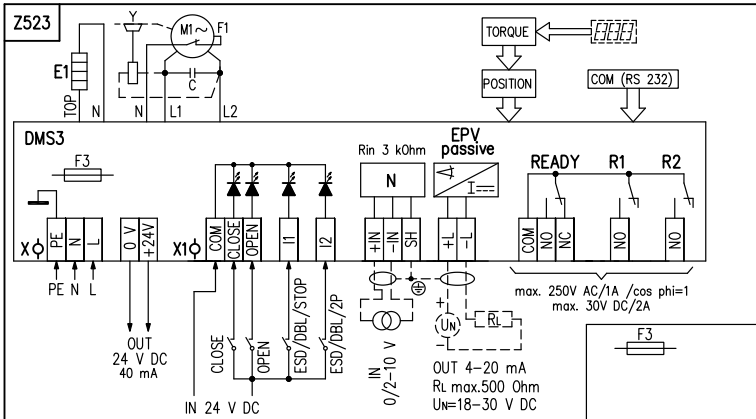 Z523
Y
M1~
F1
E1
C
TOP
N
N
L1
L2
TORQUE
POSITION
COM (RS 232)
DMS3
F3
Rin 3 kOhm
N
EPV
passive
I
READY
R1
R2
X
PE
N
L
0 V
+24V
X1
COM
CLOSE
OPEN
I1
I2
+IN
-IN
SH
+L
-L
COM
NO
NC
NO
NO
PE
N
L
OUT
24 V DC
40 mA
CLOSE
OPEN
ESD/DBL/STOP
ESD/DBL/2P
IN 24 V DC
IN
0/2-10 V
+
UN
-
RL
OUT 4-20 mA
RL max.500 Ohm
UN=18-30 V DC
max. 250V AC/1A /cos phi=1
max. 30V DC/2A
F3